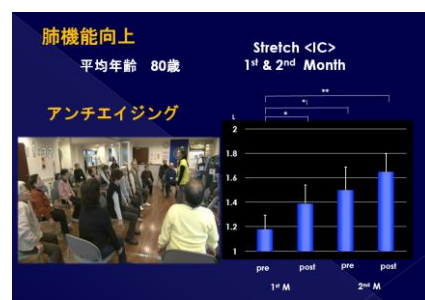 肺機能向上
平均年齢 80歳
アンチエイジング
Stretch <IC>
1st & 2nd Month
**
*1
*
L
2
1.8
1.6
1.4
1.2
1
pre post pre post
1st M 2nd M